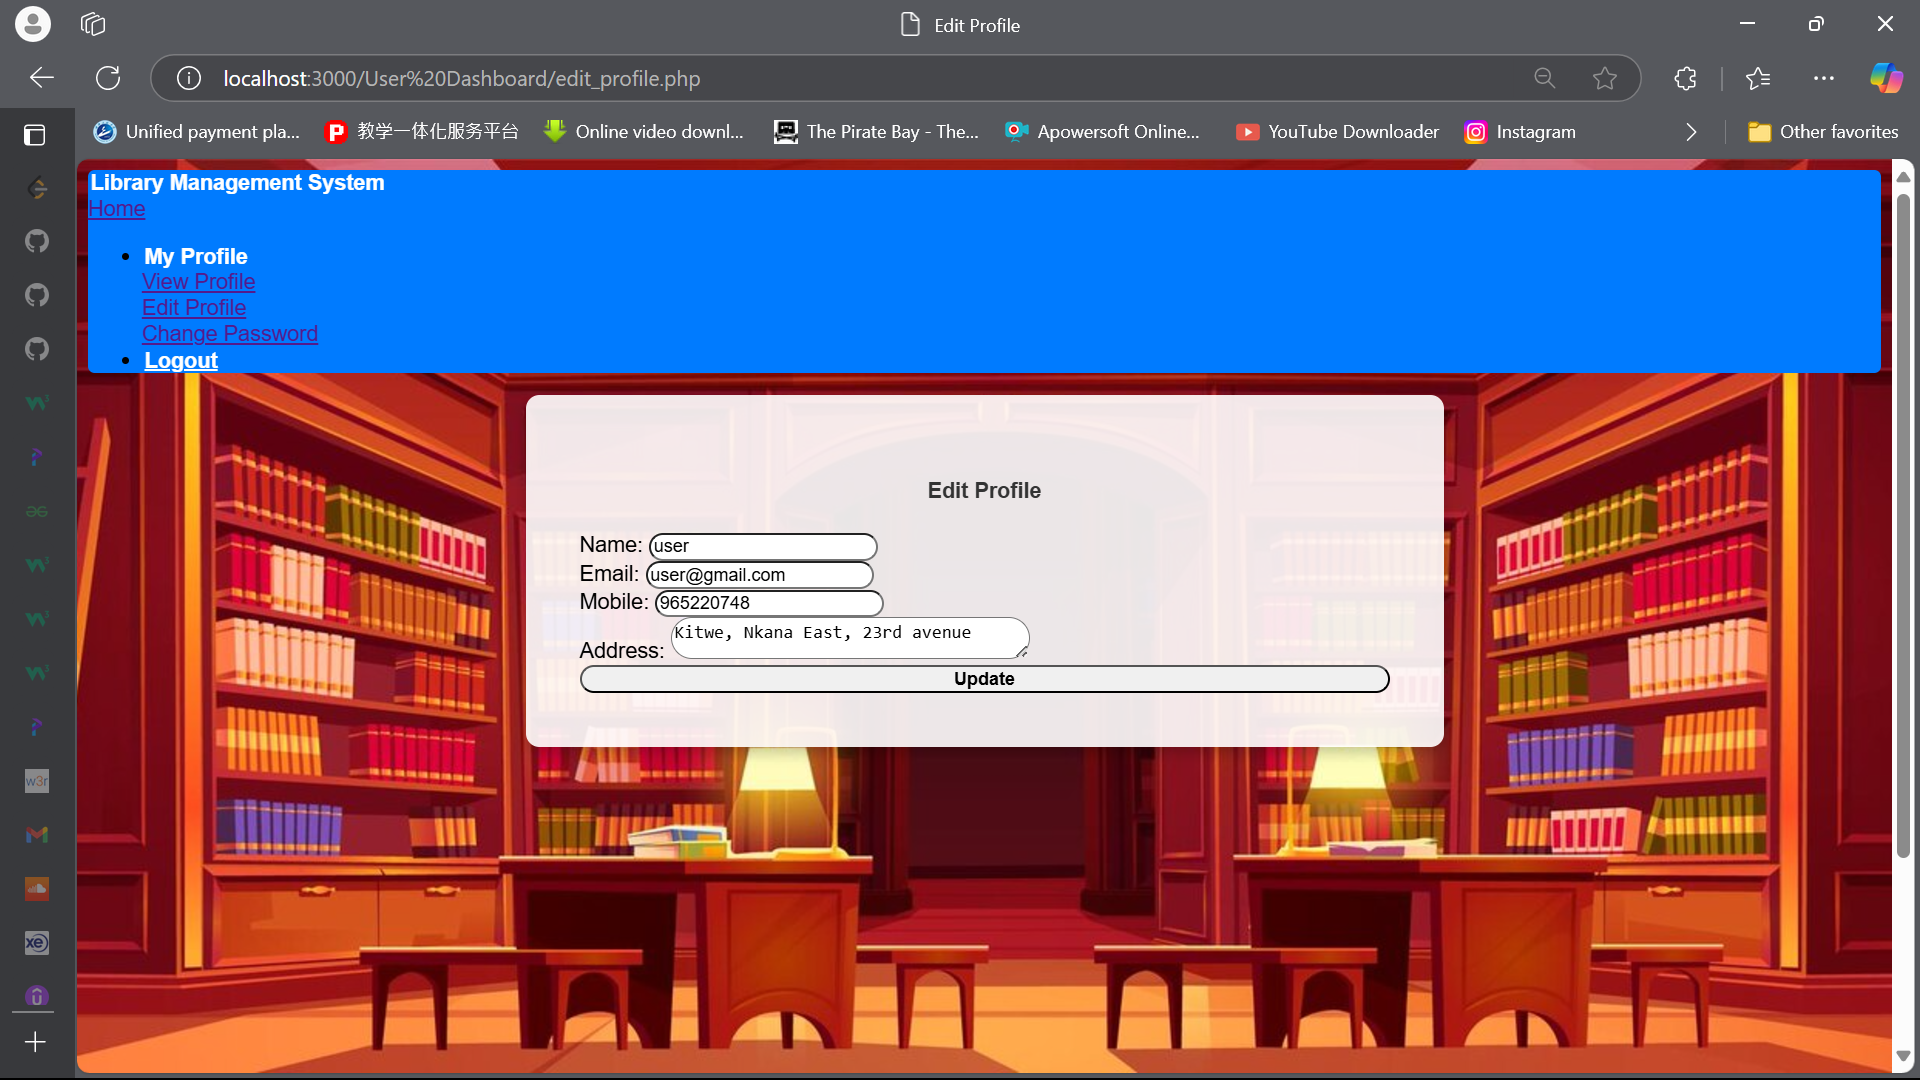 Edit Profile
localhost:3000/User%20Dashboard/edit_profile.php
Unified payment pla...
教学一体化服务平台
Online video downl...
The Pirate Bay - The...
Apowersoft Online...
YouTube Downloader
Instagram
Other favorites
Library Management System
Home
My Profile
View Profile
Edit Profile
Change Password
Logout
Edit Profile
Name: user
Email: user@gmail.com
Mobile: 965220748
Address: Kitwe, Nkana East, 23rd avenue
Update
w3r
xe